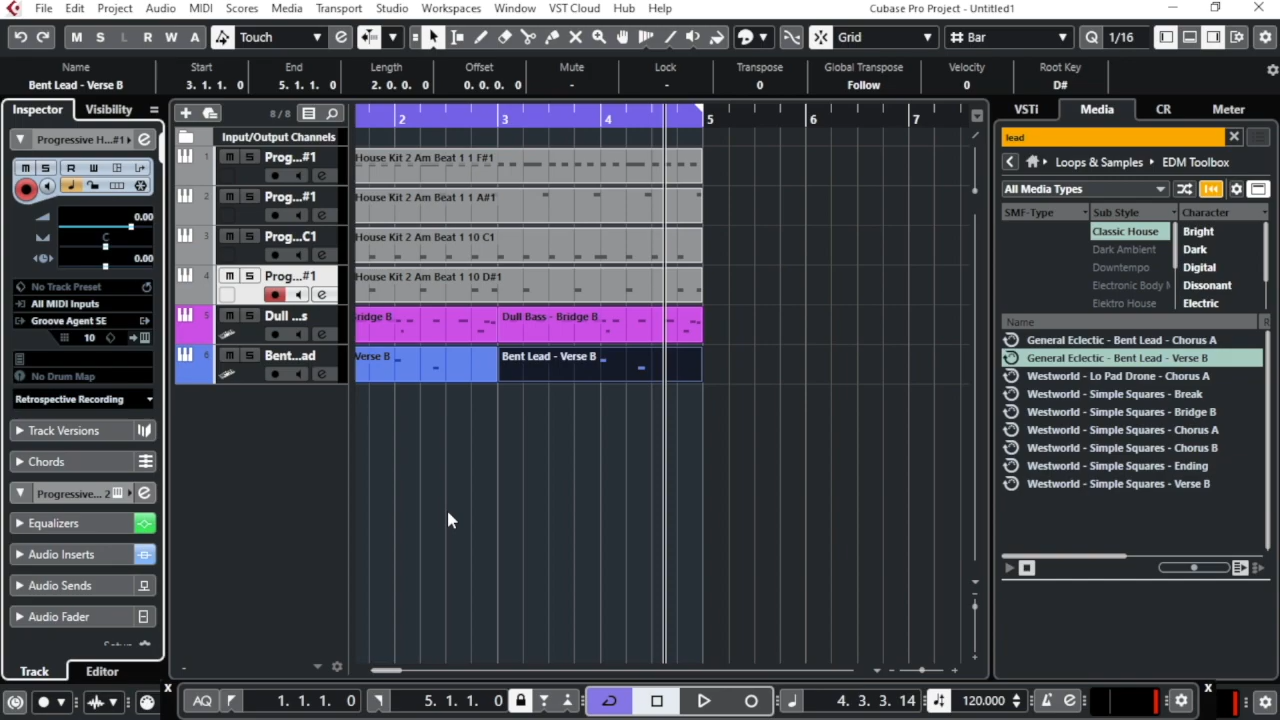 File Edit Project Audio MIDI Scores Media Transport Studio Workspaces Window VST Cloud Hub Help Cubase Pro Project - Untitled1
M S L R W A Touch Grid Bar Q 1/16
Name Start End Length Offset Mute Lock Transpose Global Transpose Velocity Root Key
Bent Lead - Verse B 3. 1. 1. 0 5. 1. 1. 0 2. 0. 0. 0 0. 0. 0. 0 - - 0 Follow 0 D#
Inspector Visibility
8 / 8
2 3 4 5 6 7
VSTi Media CR Meter
Input/Output Channels
lead
Progressive H...#1
Loops & Samples EDM Toolbox
m S R W
0.00
C
0.00
No Track Preset
All MIDI Inputs
Groove Agent SE
10
No Drum Map
Retrospective Recording
Track Versions
Chords
Progressive... 2
Equalizers
Audio Inserts
Audio Sends
Audio Fader
Track Editor
1 m S Prog...#1 House Kit 2 Am Beat 1 1 F#1
2 m S Prog...#1 House Kit 2 Am Beat 1 1 A#1
3 m S Prog...C1 House Kit 2 Am Beat 1 10 C1
4 m S Prog...#1 House Kit 2 Am Beat 1 10 D#1
5 m S Dull ...s ridge B Dull Bass - Bridge B
6 m S Bent...ad Verse B Bent Lead - Verse B
All Media Types
SMF-Type Sub Style Character
Classic House Bright
Dark Ambient Dark
Downtempo Digital
Electronic Body Dissonant
Elektro House Electric
Name R
General Eclectic - Bent Lead - Chorus A
General Eclectic - Bent Lead - Verse B
Westworld - Lo Pad Drone - Chorus A
Westworld - Simple Squares - Break
Westworld - Simple Squares - Bridge B
Westworld - Simple Squares - Chorus A
Westworld - Simple Squares - Chorus B
Westworld - Simple Squares - Ending
Westworld - Simple Squares - Verse B
AQ 1. 1. 1. 0 5. 1. 1. 0 4. 3. 3. 14 120.000